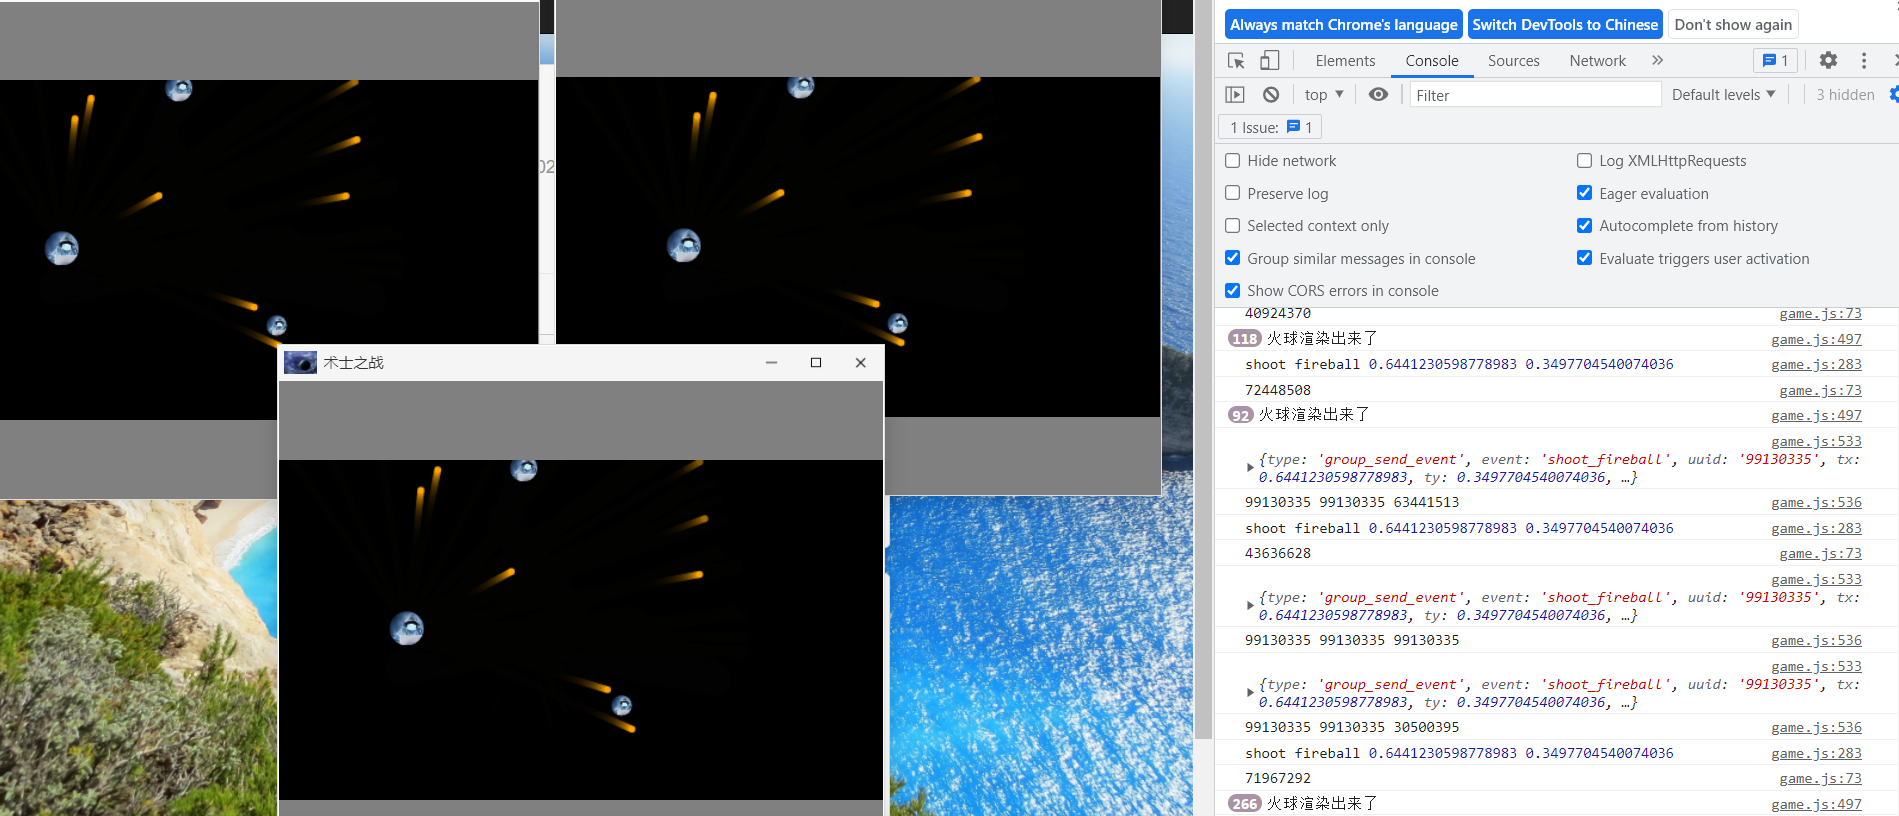 02
术士之战
Always match Chrome's language
Switch DevTools to Chinese
Don't show again
Elements
Console
Sources
Network
1
top
Filter
Default levels
3 hidden
1 Issue:
1
Hide network
Log XMLHttpRequests
Preserve log
Eager evaluation
Selected context only
Autocomplete from history
Group similar messages in console
Evaluate triggers user activation
Show CORS errors in console
40924370 game.js:73
118 火球渲染出来了 game.js:497
shoot fireball 0.6441230598778983 0.3497704540074036 game.js:283
72448508 game.js:73
92 火球渲染出来了 game.js:497
game.js:533
{type: 'group_send_event', event: 'shoot_fireball', uuid: '99130335', tx:
0.6441230598778983, ty: 0.3497704540074036, …}
99130335 99130335 63441513 game.js:536
shoot fireball 0.6441230598778983 0.3497704540074036 game.js:283
43636628 game.js:73
game.js:533
{type: 'group_send_event', event: 'shoot_fireball', uuid: '99130335', tx:
0.6441230598778983, ty: 0.3497704540074036, …}
99130335 99130335 99130335 game.js:536
game.js:533
{type: 'group_send_event', event: 'shoot_fireball', uuid: '99130335', tx:
0.6441230598778983, ty: 0.3497704540074036, …}
99130335 99130335 30500395 game.js:536
shoot fireball 0.6441230598778983 0.3497704540074036 game.js:283
71967292 game.js:73
266 火球渲染出来了 game.js:497